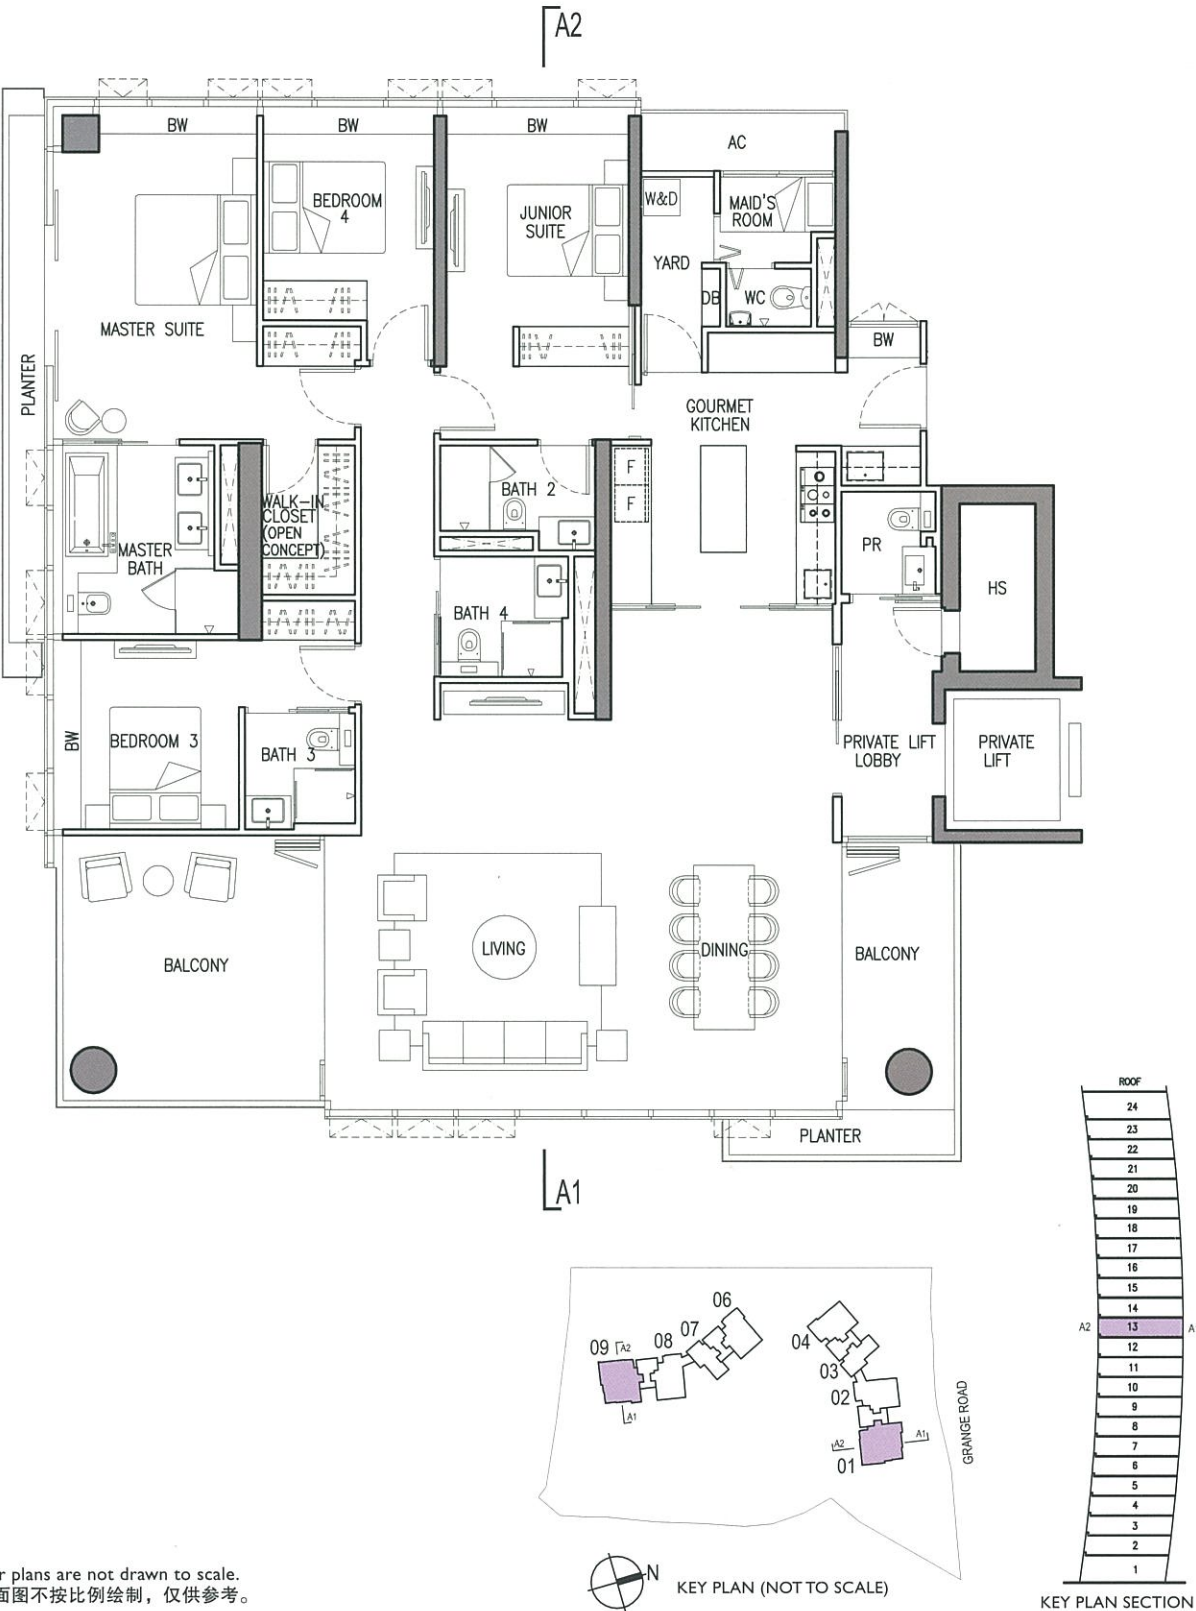 A2
BW
BW
BW
AC
BEDROOM
4
JUNIOR
SUITE
W&D
MAID'S
ROOM
YARD
DB
WC
MASTER SUITE
BW
PLANTER
GOURMET
KITCHEN
F
F
BATH 2
WALK-IN
CLOSET
(OPEN
CONCEPT)
MASTER
BATH
PR
HS
BATH 4
BW
BEDROOM 3
BATH 3
PRIVATE LIFT
LOBBY
PRIVATE
LIFT
LIVING
DINING
BALCONY
BALCONY
PLANTER
A1
ROOF
24
23
22
21
20
19
18
17
16
15
14
A2
13
A
12
11
10
9
8
7
6
5
4
3
2
1
KEY PLAN SECTION
06
07
08
09
A2
A1
04
03
02
01
A2
A1
GRANGE ROAD
N
KEY PLAN (NOT TO SCALE)
r plans are not drawn to scale.
面图不按比例绘制，仅供参考。